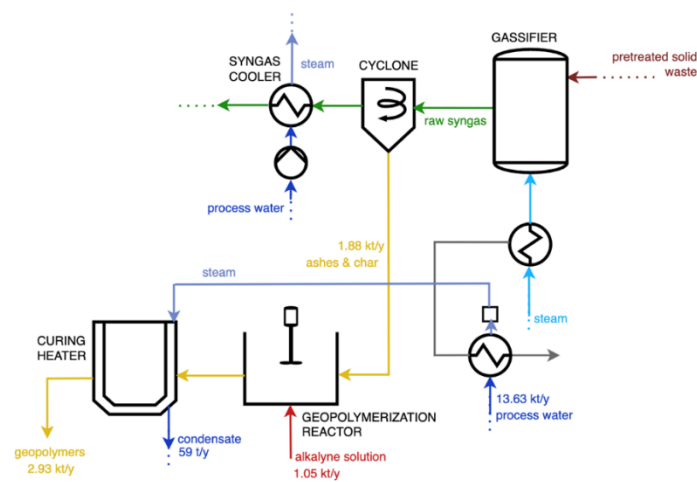 GASSIFIER
SYNGAS
COOLER
steam
CYCLONE
pretreated solid
waste
raw syngas
process water
1.88 kt/y
ashes & char
steam
steam
CURING
HEATER
13.63 kt/y
process water
GEOPOLYMERIZATION
REACTOR
geopolymers
2.93 kt/y
condensate
59 t/y
alkalyne solution
1.05 kt/y